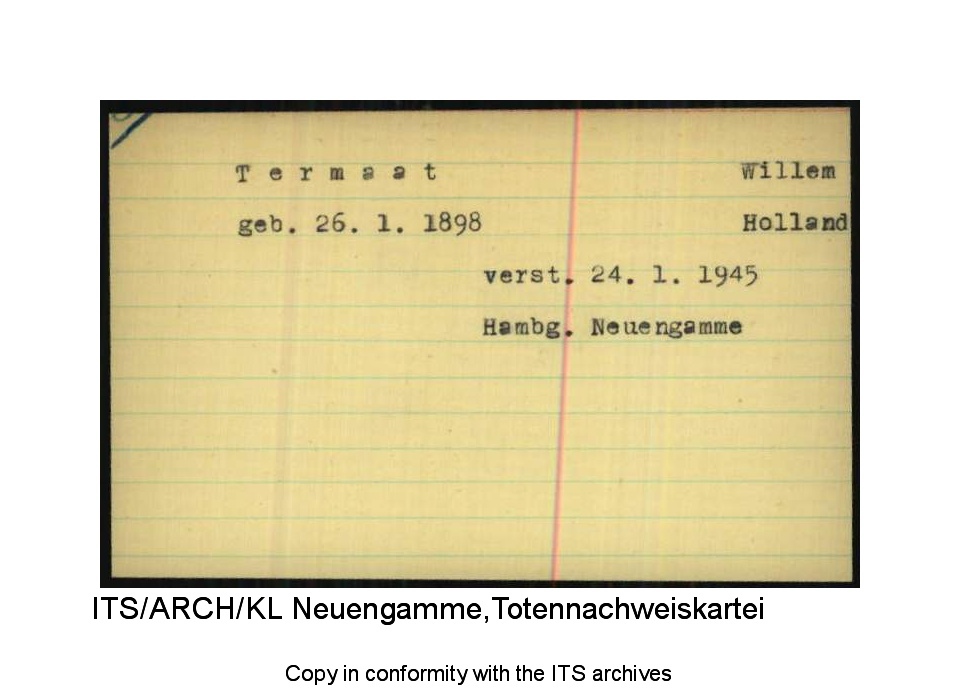 T e r m a a t Willem
geb. 26. 1. 1898 Holland
verst. 24. 1. 1945
Hambg. Neuengamme
ITS/ARCH/KL Neuengamme,Totennachweiskartei
Copy in conformity with the ITS archives